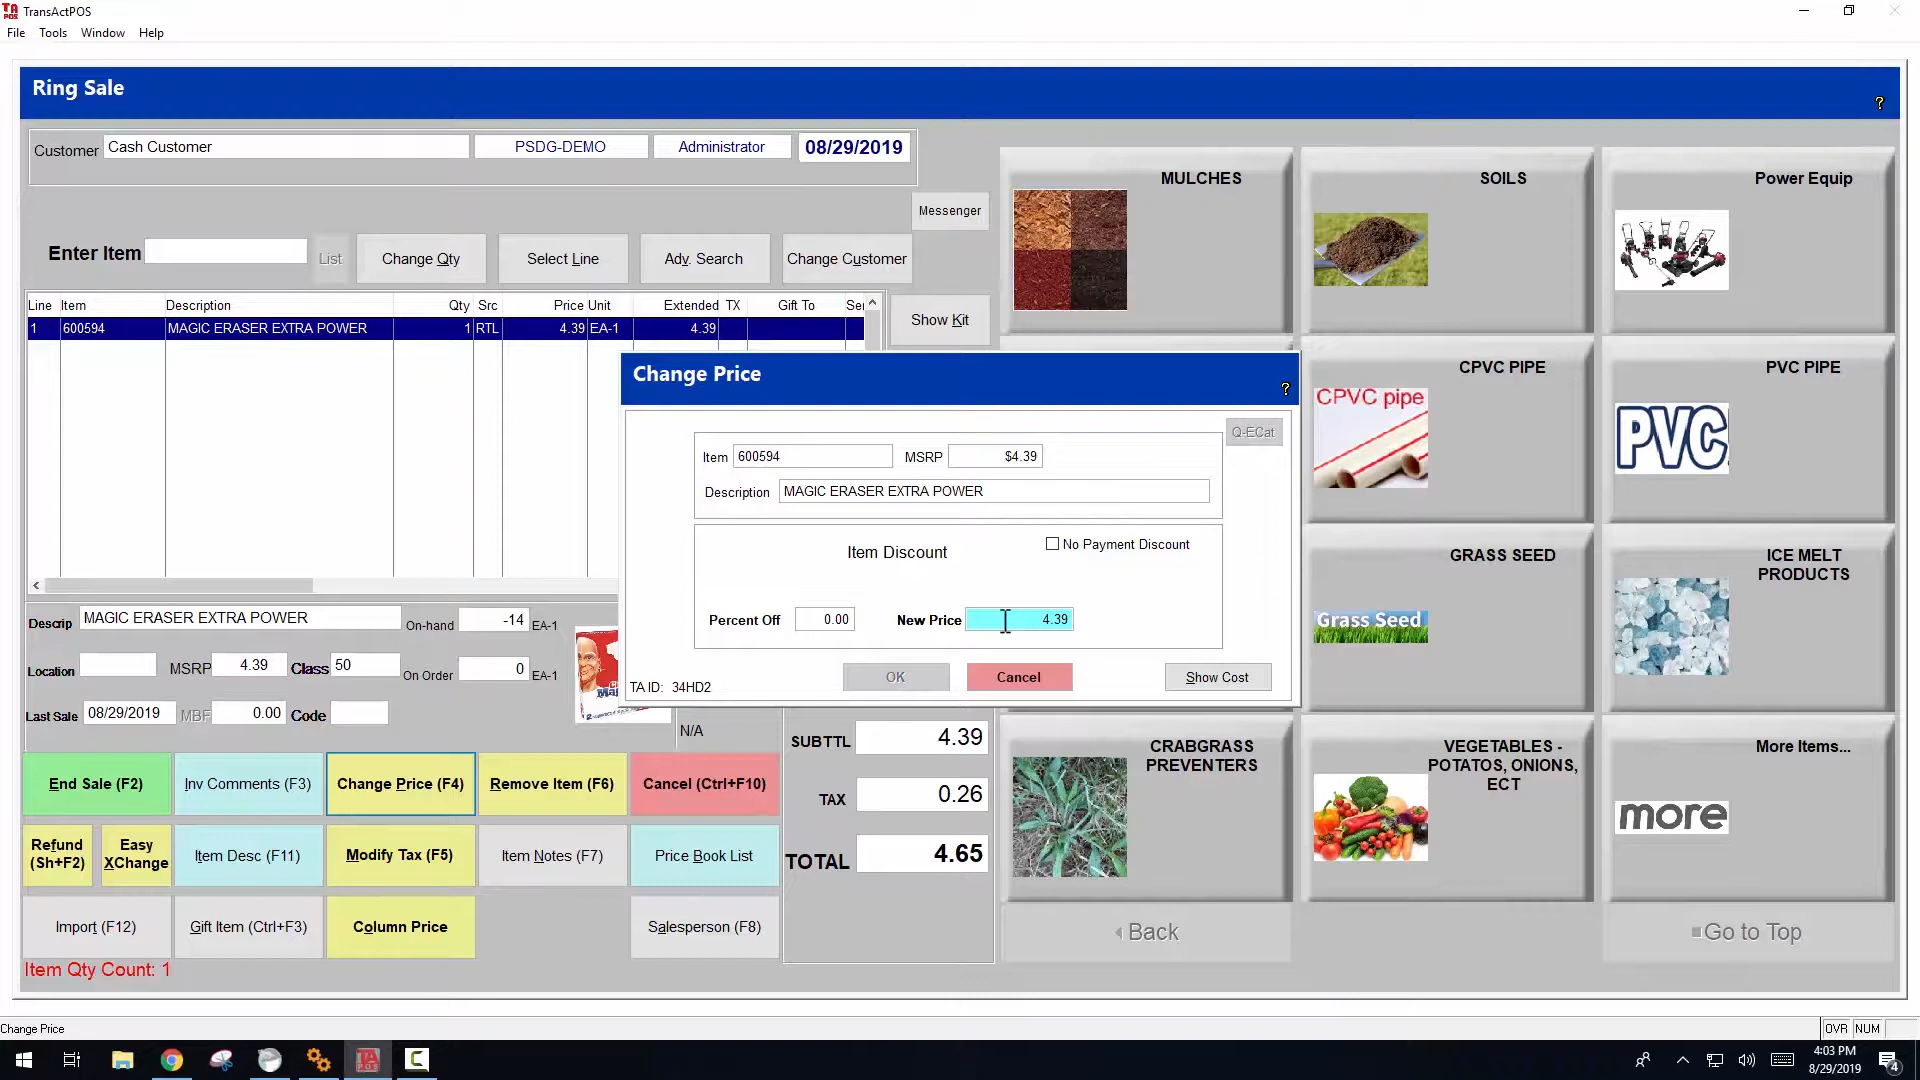 TransActPOS
File Tools Window Help
Ring Sale
?
Customer Cash Customer PSDG-DEMO Administrator 08/29/2019
Messenger
Enter Item List Change Qty Select Line Adv. Search Change Customer
Line Item Description Qty Src Price Unit Extended TX Gift To Ser
1 600594 MAGIC ERASER EXTRA POWER 1 RTL 4.39 EA-1 4.39
Show Kit
Change Price
?
Q-ECat
Item 600594 MSRP $4.39
Description MAGIC ERASER EXTRA POWER
Item Discount No Payment Discount
Percent Off 0.00 New Price 4.39
OK Cancel Show Cost
TA ID: 34HD2
Descrip MAGIC ERASER EXTRA POWER On-hand -14 EA-1
Location MSRP 4.39 Class 50 On Order 0 EA-1
Last Sale 08/29/2019 MBF 0.00 Code
N/A
SUBTTL 4.39
TAX 0.26
TOTAL 4.65
End Sale (F2) Inv Comments (F3) Change Price (F4) Remove Item (F6) Cancel (Ctrl+F10)
Refund (Sh+F2) Easy XChange Item Desc (F11) Modify Tax (F5) Item Notes (F7) Price Book List
Import (F12) Gift Item (Ctrl+F3) Column Price Salesperson (F8)
Item Qty Count: 1
MULCHES
SOILS
Power Equip
CPVC PIPE
CPVC pipe
PVC PIPE
PVC
GRASS SEED
Grass Seed
ICE MELT
PRODUCTS
CRABGRASS
PREVENTERS
VEGETABLES -
POTATOS, ONIONS,
ECT
More Items...
more
Back
Go to Top
Change Price
OVR NUM
4:03 PM
8/29/2019
4